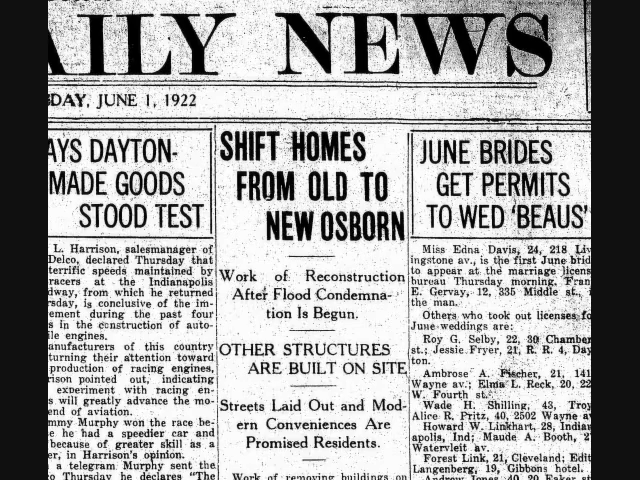 AILY NEWS
DAY, JUNE 1, 1922
AYS DAYTON-
MADE GOODS
STOOD TEST
L. Harrison, salesmanager of
Delco, declared Thursday that
terrific speeds maintained by
racers at the Indianapolis
dway, from which he returned
rsday, is conclusive of the im-
ement during the past four
s in the construction of auto-
ile engines.
anufacturers of this country
turning their attention toward
production of racing engines,
rison pointed out, indicating
experiment with racing en-
s will greatly advance the mo-
end of aviation.
mmy Murphy won the race be-
e he had a speedier car and
because of greater skill as a
er, in Harrison's opinion.
a telegram Murphy sent the
o Thursday he declares "The
SHIFT HOMES
FROM OLD TO
NEW OSBORN
Work of Reconstruction
After Flood Condemna-
tion Is Begun.
OTHER STRUCTURES
ARE BUILT ON SITE
Streets Laid Out and Mod-
ern Conveniences Are
Promised Residents.
Work of removing buildings on
JUNE BRIDES
GET PERMITS
TO WED 'BEAUS'
Miss Edna Davis, 24, 218 Liv
ingstone av., is the first June brid
to appear at the marriage licens
bureau Thursday morning. Fran
E. Gervay, 12, 335 Middle st., i
the man.
Others who took out licenses fo
June weddings are:
Roy G. Selby, 22, 30 Chamber
st.; Jessie Fryer, 21, R. R. 4, Day
ton.
Ambrose A. Fischer, 21, 141
Wayne av.; Elma L. Reck, 20, 22
W. Fourth st.
Wade H. Shilling, 43, Troy
Alice R. Pritz, 40, 2502 Wayne av
Howard W. Linkhart, 28, Indian
apolis, Ind; Maude A. Booth, 2
Watervleit av.
Forest Link, 21, Cleveland; Edit
Langenberg, 19, Gibbons hotel.
Andrew Jones, 40, 20 Eaker st